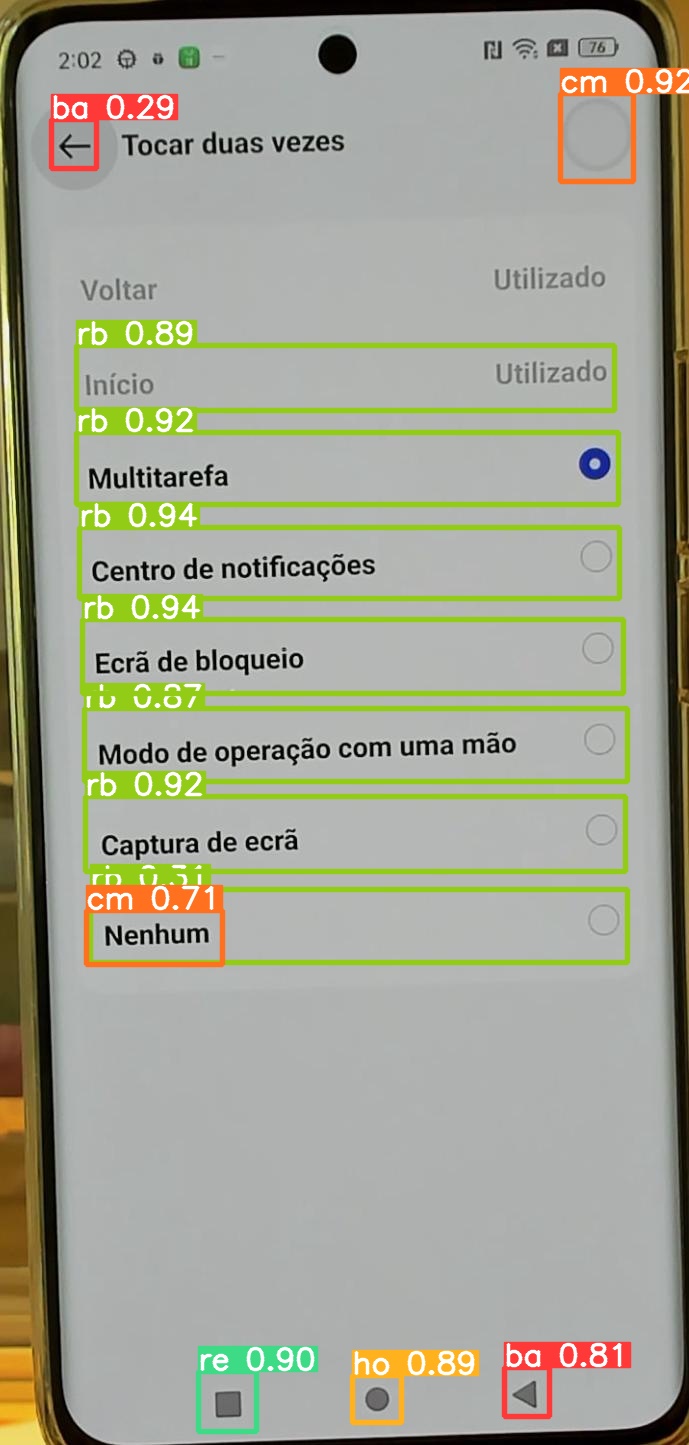 2:02 76
cm 0.92
ba 0.29
Tocar duas vezes
Voltar Utilizado
rb 0.89
Início Utilizado
rb 0.92
Multitarefa
rb 0.94
Centro de notificações
rb 0.94
Ecrã de bloqueio
rb 0.87
Modo de operação com uma mão
rb 0.92
Captura de ecrã
rb 0.31
cm 0.71
Nenhum
re 0.90 ho 0.89 ba 0.81